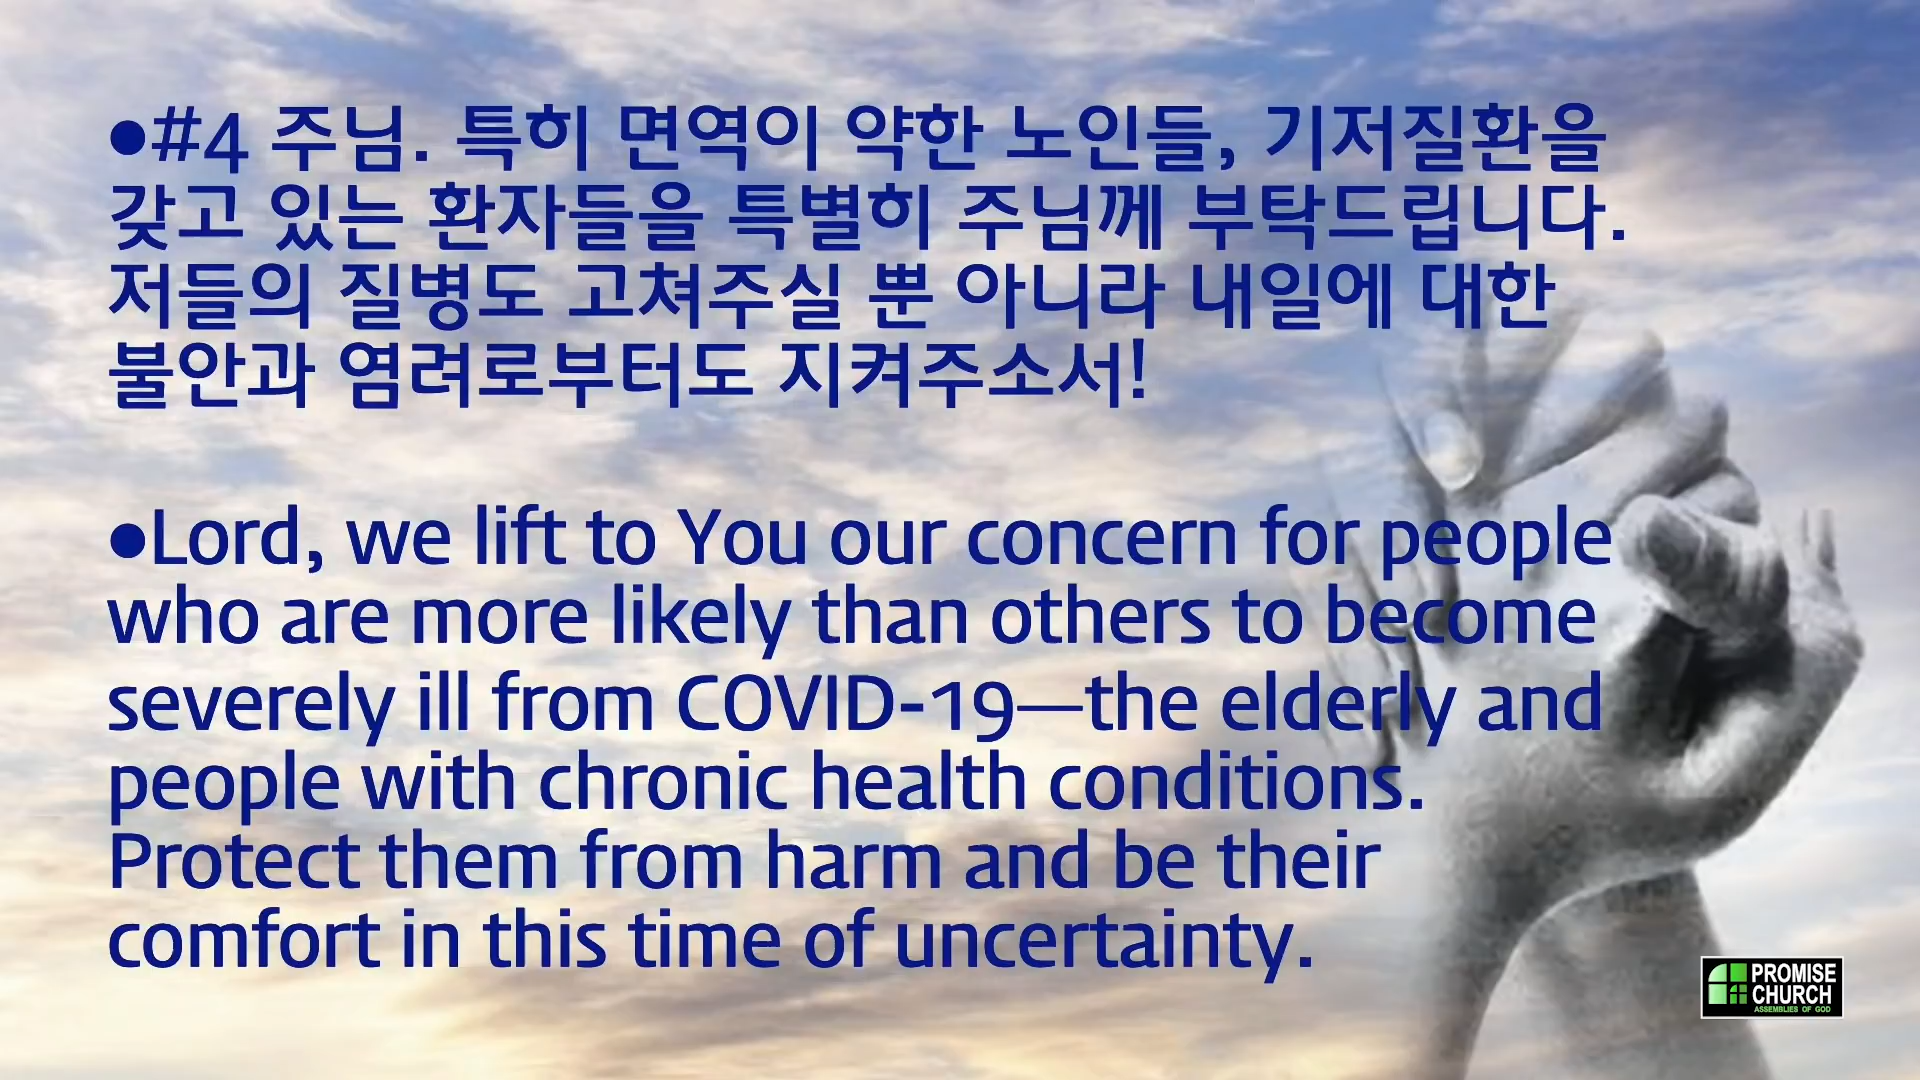 ●#4 주님. 특히 면역이 약한 노인들, 기저질환을
갖고 있는 환자들을 특별히 주님께 부탁드립니다.
저들의 질병도 고쳐주실 뿐 아니라 내일에 대한
불안과 염려로부터도 지켜주소서!
●Lord, we lift to You our concern for people
who are more likely than others to become
severely ill from COVID-19—the elderly and
people with chronic health conditions.
Protect them from harm and be their
comfort in this time of uncertainty.
PROMISE
CHURCH
ASSEMBLIES OF GOD